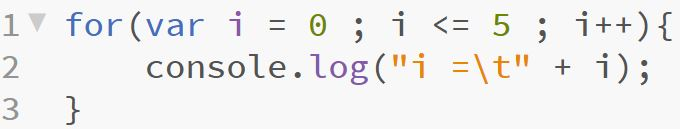 1 for(var i = 0 ; i <= 5 ; i++){
2     console.log("i =\t" + i);
3 }